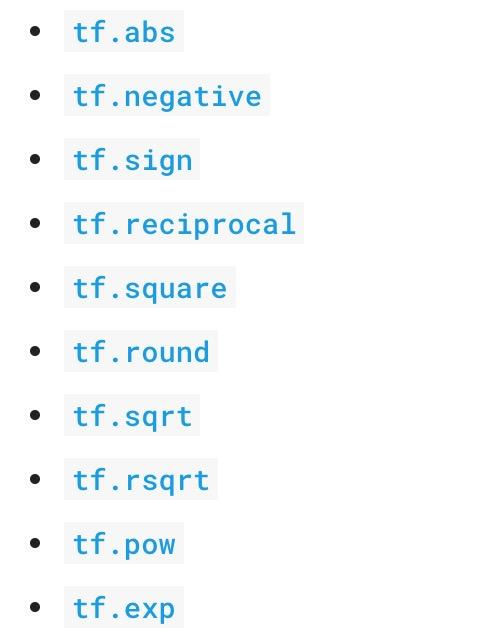 tf.abs
tf.negative
tf.sign
tf.reciprocal
tf.square
tf.round
tf.sqrt
tf.rsqrt
tf.pow
tf.exp